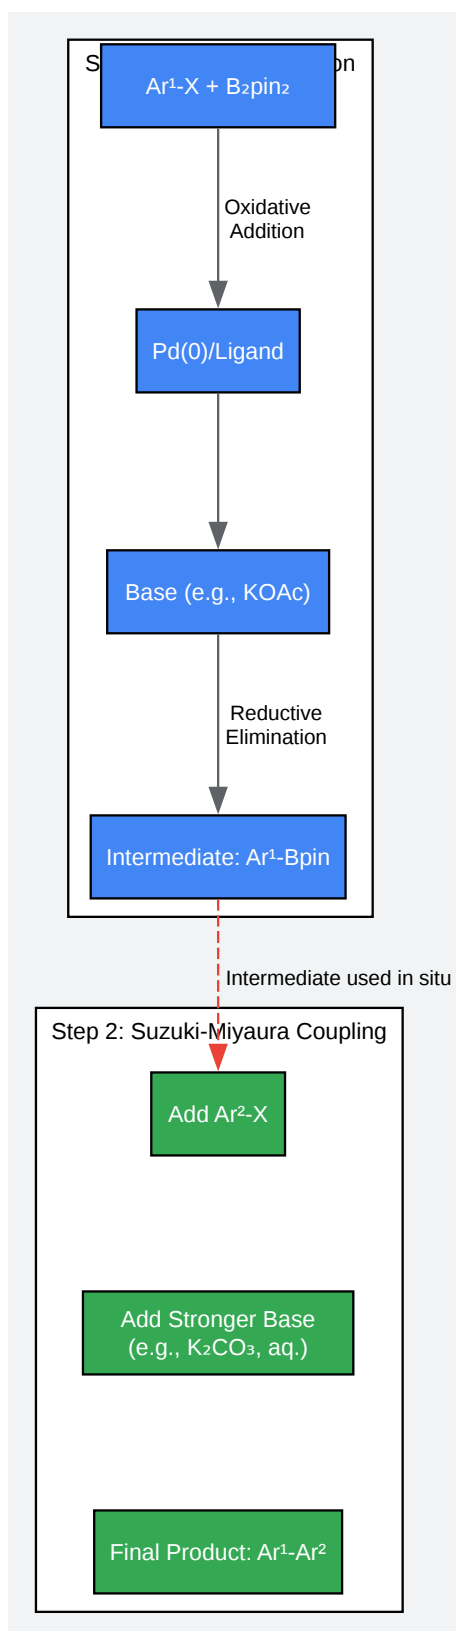 Ar¹-X + B₂pin₂
Oxidative
Addition
Pd(0)/Ligand
Base (e.g., KOAc)
Reductive
Elimination
Intermediate: Ar¹-Bpin
Intermediate used in situ
Step 2: Suzuki-Miyaura Coupling
Add Ar²-X
Add Stronger Base
(e.g., K₂CO₃, aq.)
Final Product: Ar¹-Ar²